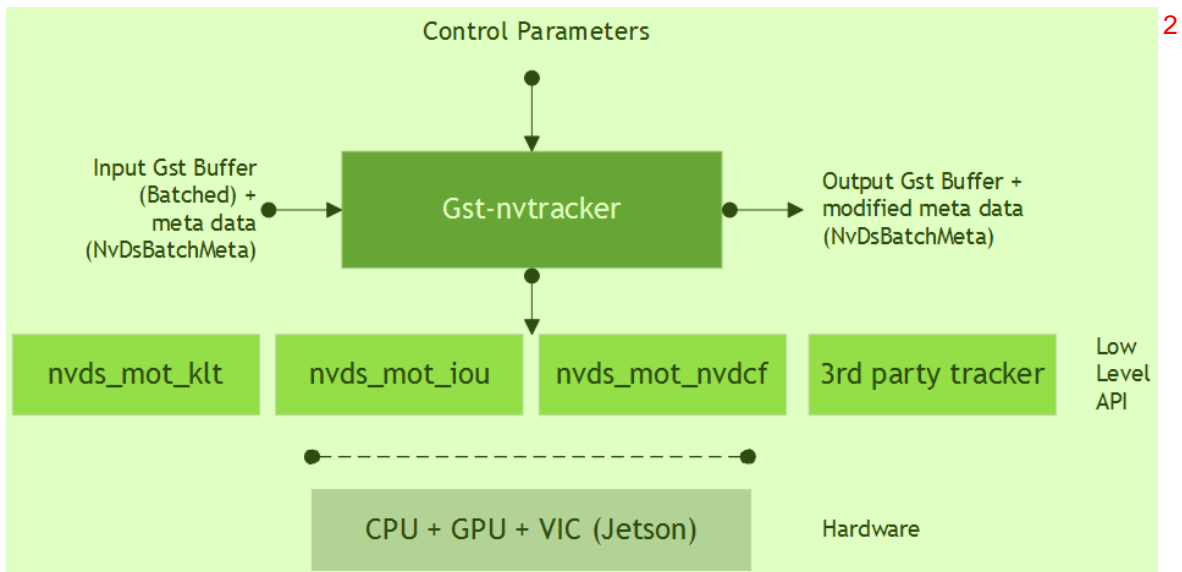 Control Parameters
2
Input Gst Buffer
(Batched) +
meta data
(NvDsBatchMeta)
Gst-nvtracker
Output Gst Buffer +
modified meta data
(NvDsBatchMeta)
nvds_mot_klt
nvds_mot_iou
nvds_mot_nvdcf
3rd party tracker
Low
Level
API
CPU + GPU + VIC (Jetson)
Hardware